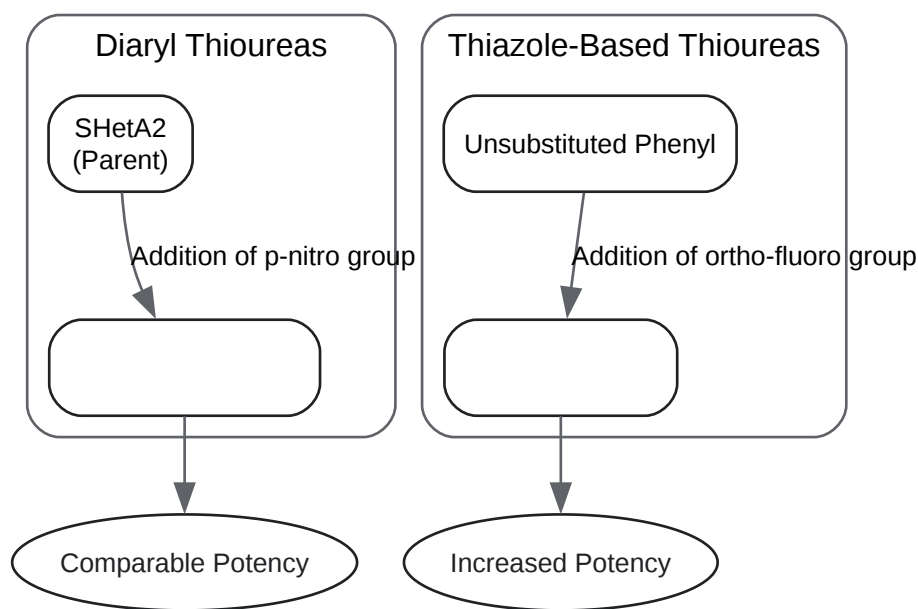 Diaryl Thioureas
Thiazole-Based Thioureas
SHetA2
(Parent)
Unsubstituted Phenyl
Addition of p-nitro group
Addition of ortho-fluoro group
Comparable Potency
Increased Potency